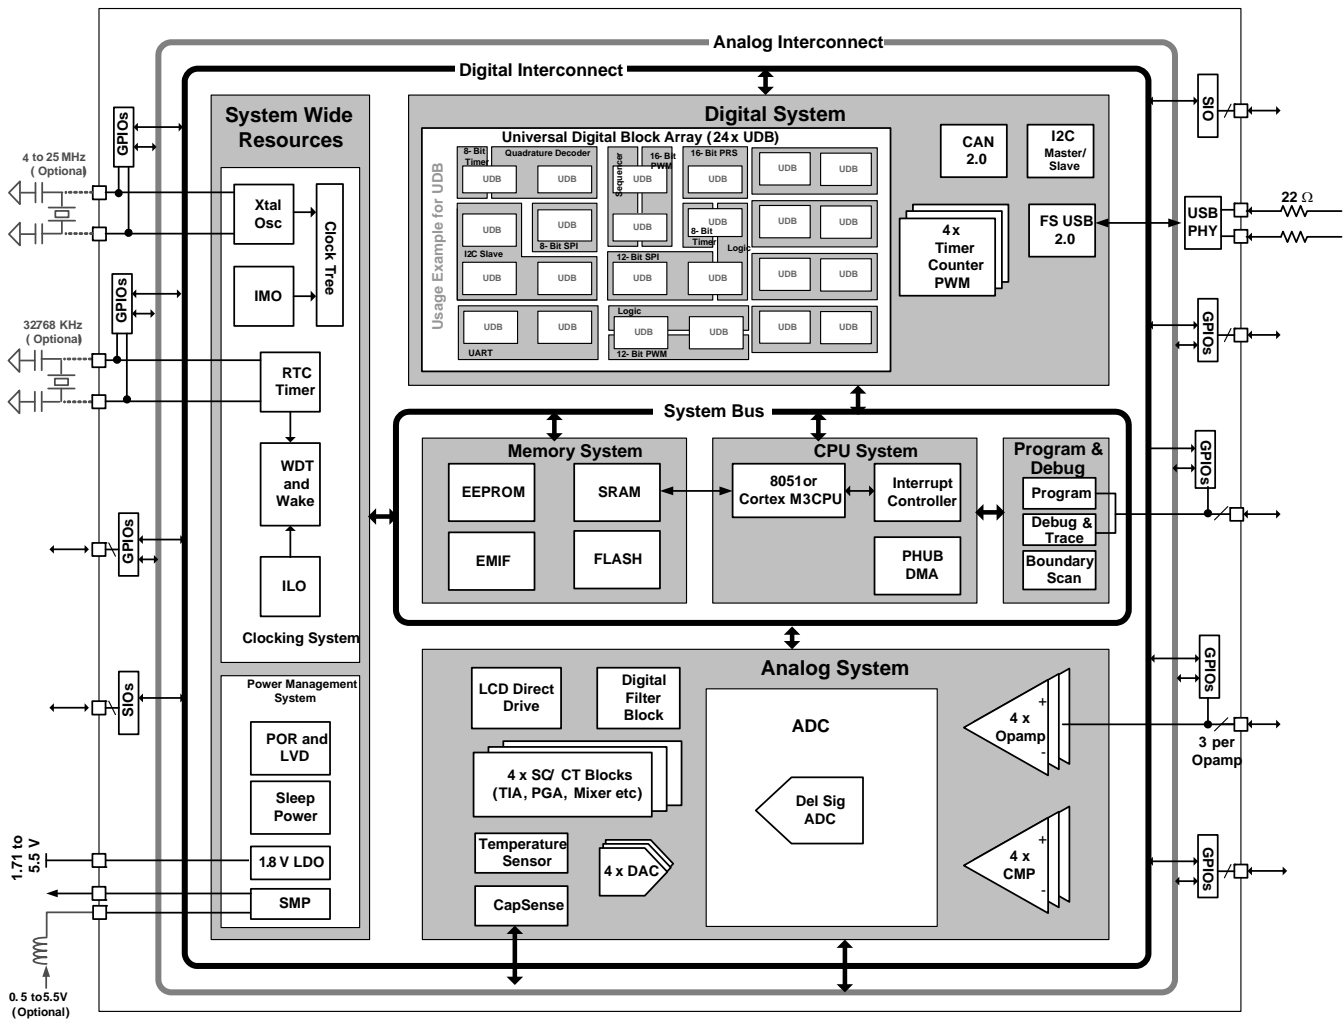 Analog Interconnect
Digital Interconnect
System Wide
Resources
Digital System
Universal Digital Block Array (24x UDB)
Usage Example for UDB
8- Bit
Timer
Quadrature Decoder
Sequencer
16- Bit
PWM
16- Bit PRS
UDB
UDB
UDB
UDB
UDB
UDB
UDB
UDB
UDB
UDB
UDB
UDB
8- Bit SPI
I2C Slave
8- Bit
Timer
Logic
12- Bit SPI
UDB
UDB
UDB
UDB
UDB
UDB
Logic
UDB
UDB
UDB
UDB
UDB
UDB
UART
12- Bit PWM
CAN
2.0
I2C
Master/
Slave
4x
Timer
Counter
PWM
FS USB
2.0
USB
PHY
22 Ω
SIO
GPIOs
GPIOs
GPIOs
GPIOs
3 per
Opamp
GPIOs
GPIOs
GPIOs
SIOs
4 to 25 MHz
( Optional)
32768 KHz
( Optional)
Xtal
Osc
Clock Tree
IMO
RTC
Timer
WDT
and
Wake
ILO
Clocking System
Power Management
System
POR and
LVD
Sleep
Power
1.8 V LDO
SMP
1.71 to
5.5 V
0. 5 to5.5V
(Optional)
System Bus
Memory System
EEPROM
SRAM
EMIF
FLASH
CPU System
8051or
Cortex M3CPU
Interrupt
Controller
PHUB
DMA
Program &
Debug
Program
Debug &
Trace
Boundary
Scan
Analog System
LCD Direct
Drive
Digital
Filter
Block
4 x SC/ CT Blocks
(TIA, PGA, Mixer etc)
Temperature
Sensor
4 x DAC
CapSense
ADC
Del Sig
ADC
+
4 x
Opamp
-
+
4 x
CMP
-
GPIOs